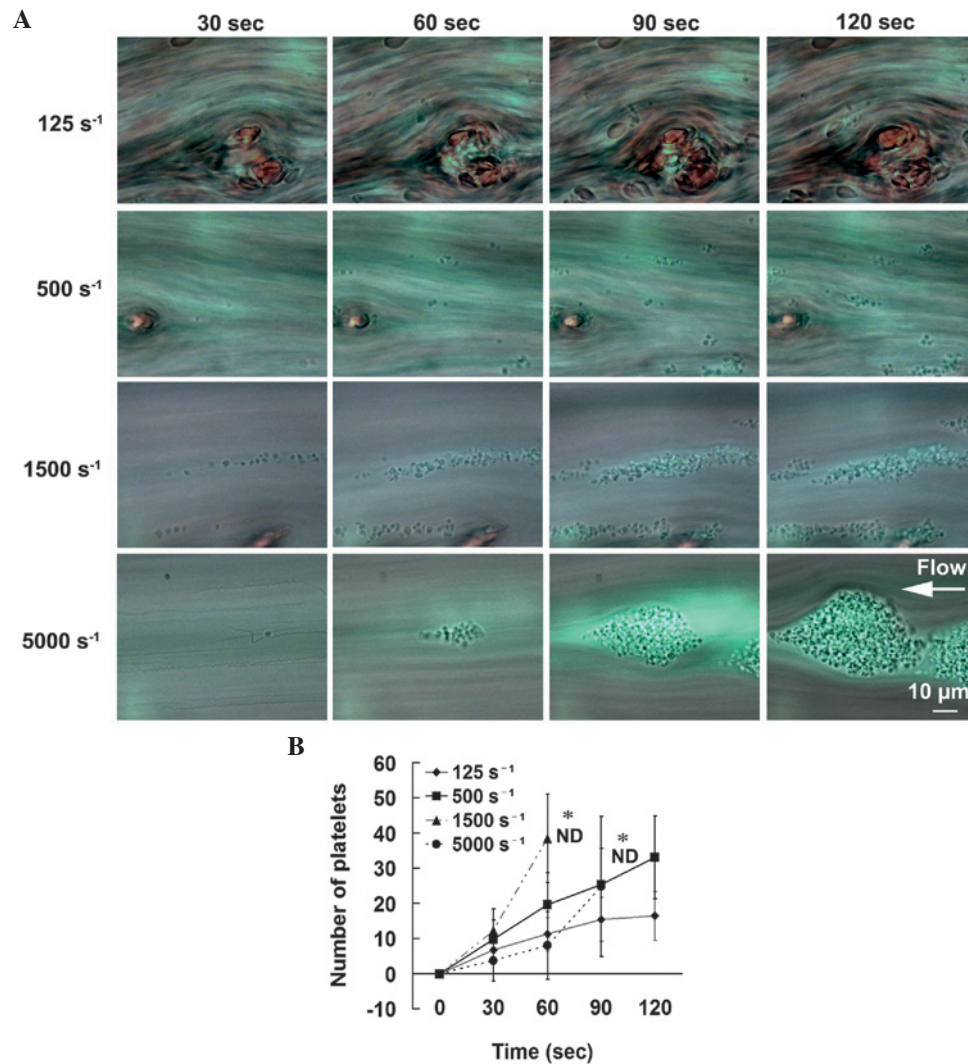 A
30 sec 60 sec 90 sec 120 sec
125 s⁻¹
500 s⁻¹
1500 s⁻¹
5000 s⁻¹
Flow
10 µm
B
Number of platelets
60
50
40
30
20
10
0
-10
125 s⁻¹
500 s⁻¹
1500 s⁻¹
5000 s⁻¹
*
ND
*
ND
0 30 60 90 120
Time (sec)